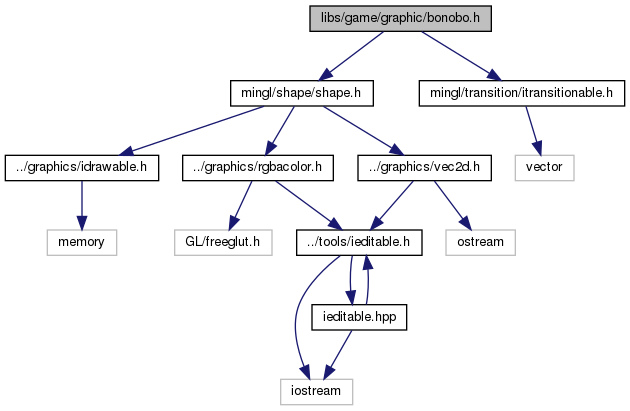 libs/game/graphic/bonobo.h
mingl/shape/shape.h
mingl/transition/itransitionable.h
../graphics/idrawable.h
../graphics/rgbacolor.h
../graphics/vec2d.h
vector
memory
GL/freeglut.h
../tools/ieditable.h
ostream
ieditable.hpp
iostream